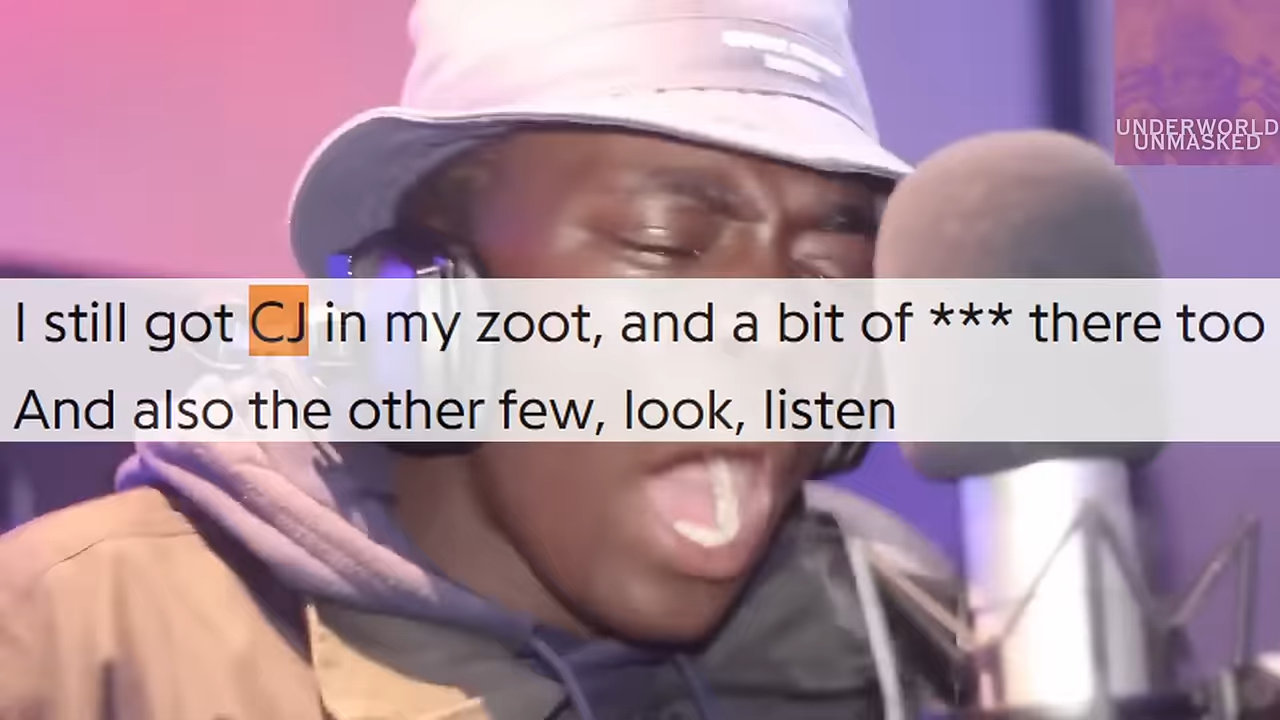 UNDERWORLD
UNMASKED
I still got CJ in my zoot, and a bit of *** there too
And also the other few, look, listen